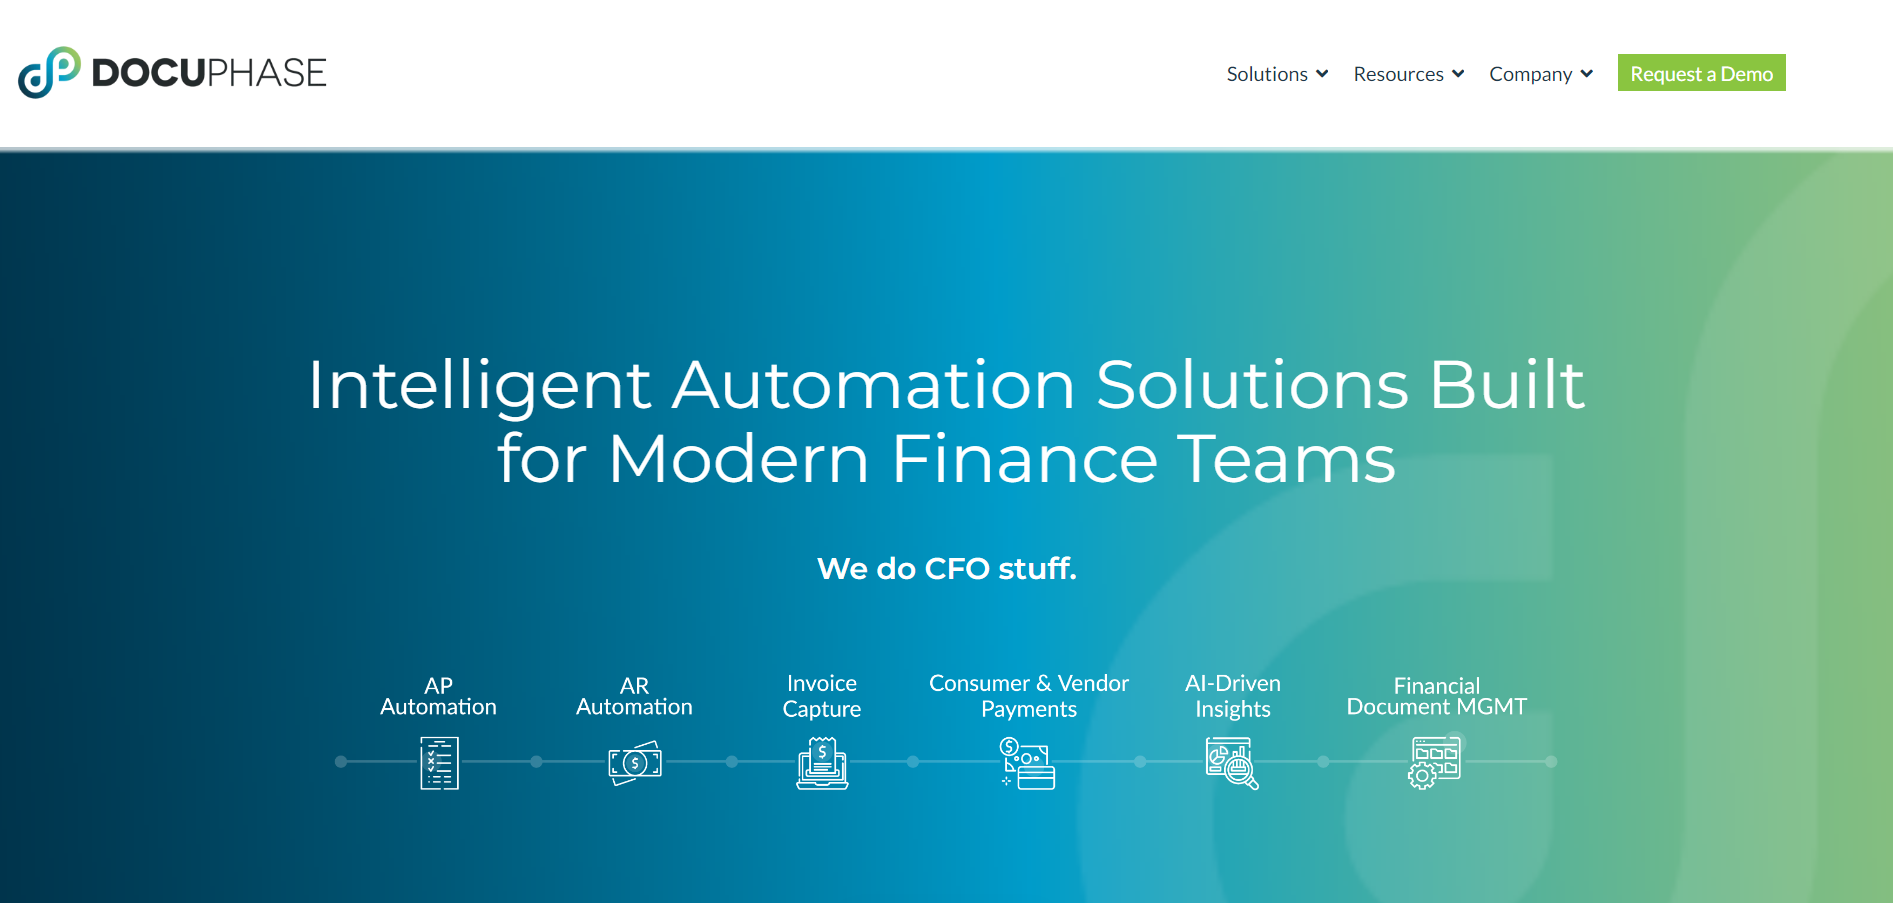 DOCUPHASE
Solutions
Resources
Company
Request a Demo
Intelligent Automation Solutions Built
for Modern Finance Teams
We do CFO stuff.
AP
Automation
AR
Automation
Invoice
Capture
Consumer & Vendor
Payments
AI-Driven
Insights
Financial
Document MGMT